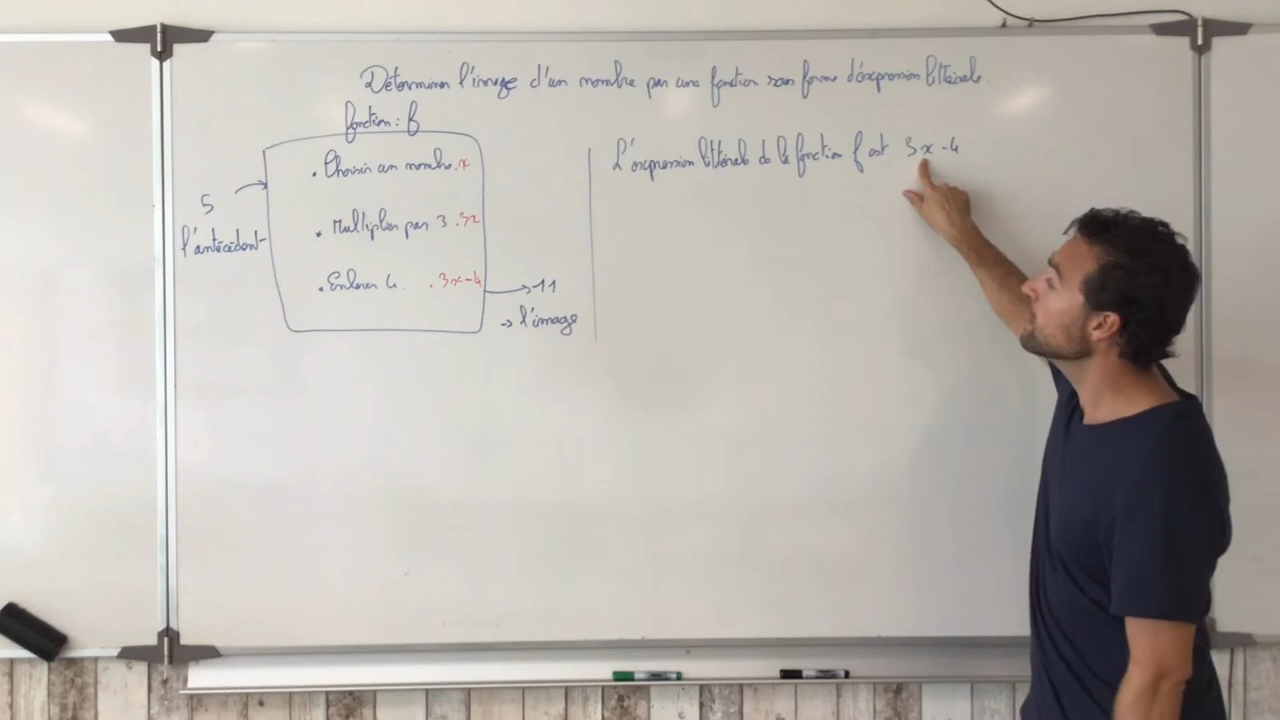 Déterminer l'image d'un nombre par une fonction sous forme d'expression littérale.
fonction : f
• Choisir un nombre. x
• Multiplier par 3 . 3x
• Enlever 4 . . 3x-4
5
l'antécédent
→ 11
→ l'image
L'expression littérale de la fonction f est 3x-4